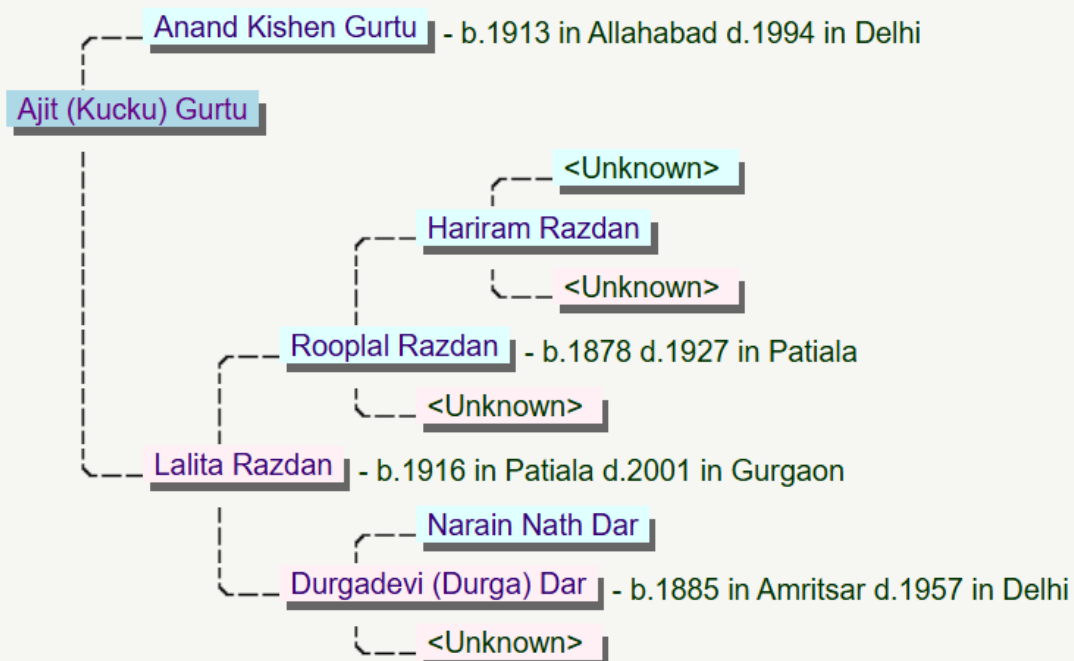 Anand Kishen Gurtu - b.1913 in Allahabad d.1994 in Delhi
Ajit (Kucku) Gurtu
<Unknown>
Hariram Razdan
<Unknown>
Rooplal Razdan - b.1878 d.1927 in Patiala
<Unknown>
Lalita Razdan - b.1916 in Patiala d.2001 in Gurgaon
Narain Nath Dar
Durgadevi (Durga) Dar - b.1885 in Amritsar d.1957 in Delhi
<Unknown>